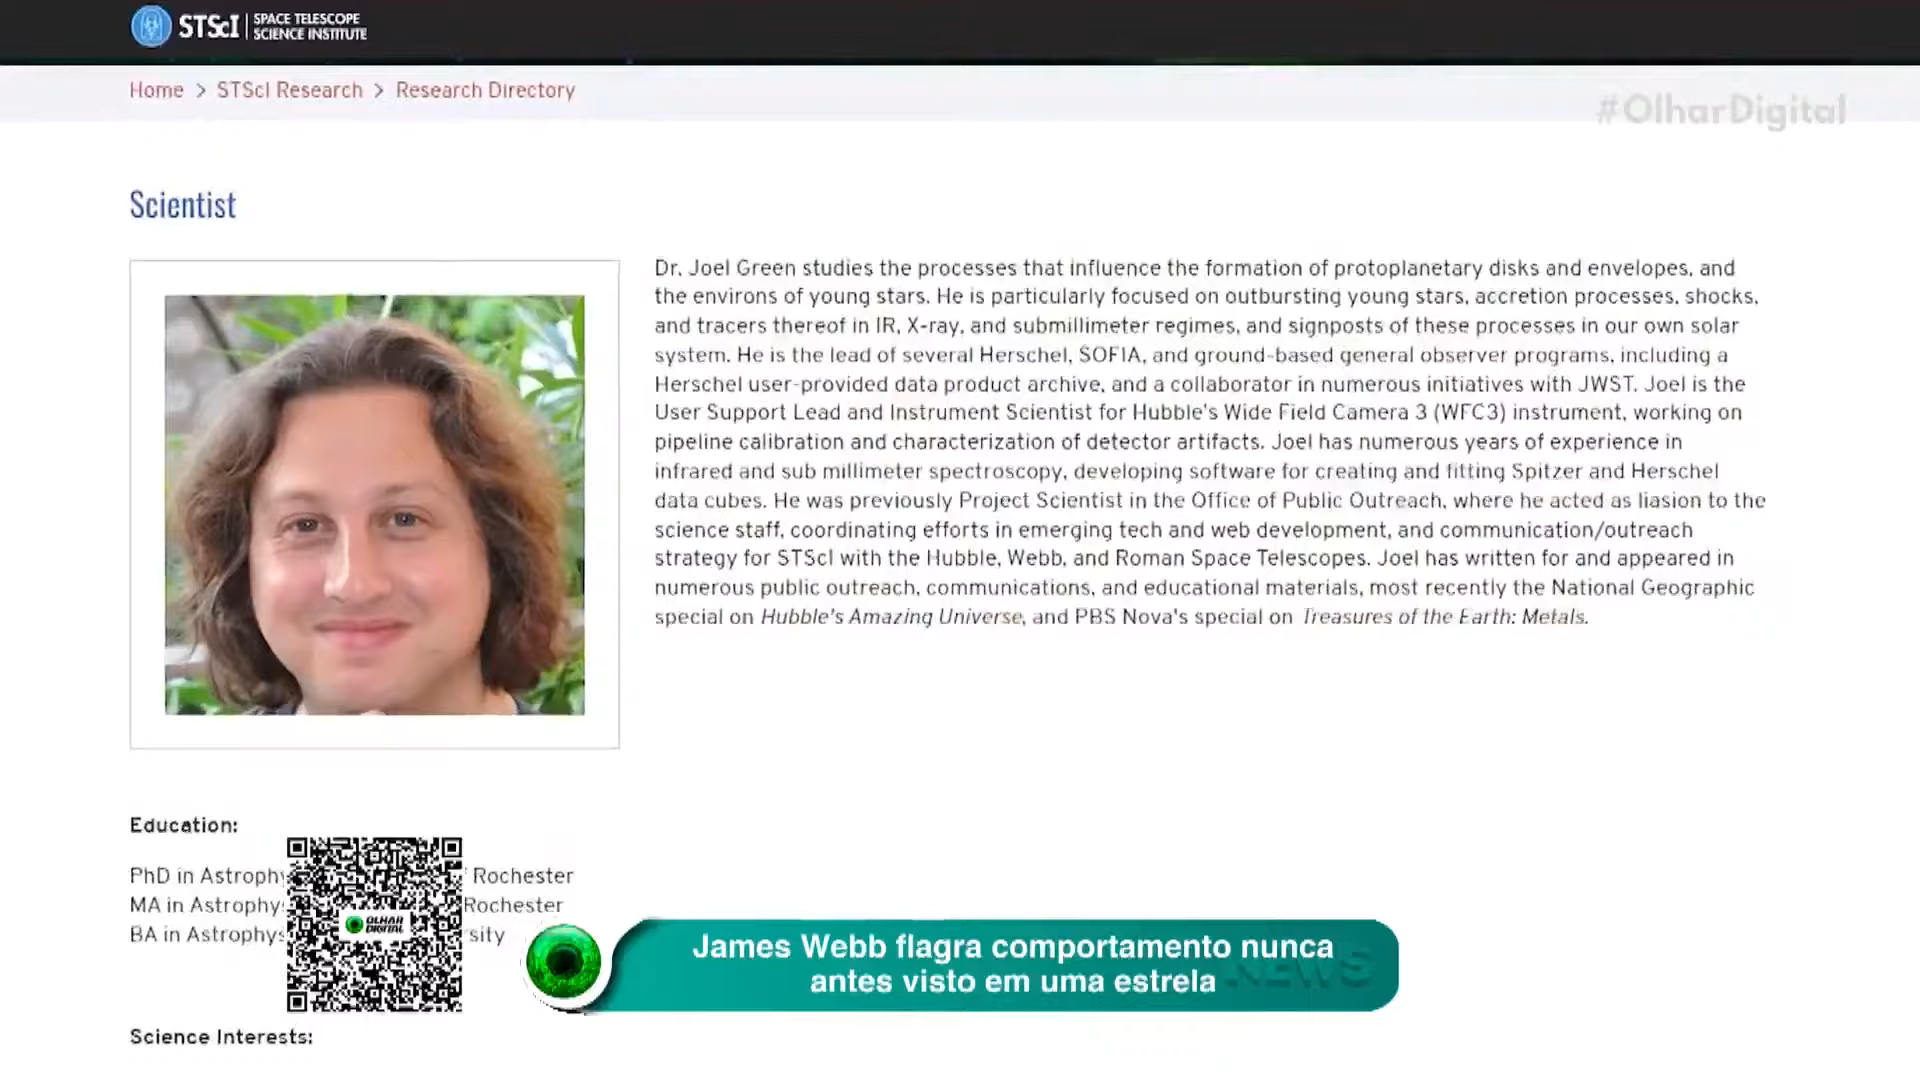 STScI | SPACE TELESCOPE
SCIENCE INSTITUTE
Home > STScI Research > Research Directory
#OlharDigital
Scientist
Dr. Joel Green studies the processes that influence the formation of protoplanetary disks and envelopes, and
the environs of young stars. He is particularly focused on outbursting young stars, accretion processes, shocks,
and tracers thereof in IR, X-ray, and submillimeter regimes, and signposts of these processes in our own solar
system. He is the lead of several Herschel, SOFIA, and ground-based general observer programs, including a
Herschel user-provided data product archive, and a collaborator in numerous initiatives with JWST. Joel is the
User Support Lead and Instrument Scientist for Hubble's Wide Field Camera 3 (WFC3) instrument, working on
pipeline calibration and characterization of detector artifacts. Joel has numerous years of experience in
infrared and sub millimeter spectroscopy, developing software for creating and fitting Spitzer and Herschel
data cubes. He was previously Project Scientist in the Office of Public Outreach, where he acted as liasion to the
science staff, coordinating efforts in emerging tech and web development, and communication/outreach
strategy for STScI with the Hubble, Webb, and Roman Space Telescopes. Joel has written for and appeared in
numerous public outreach, communications, and educational materials, most recently the National Geographic
special on Hubble's Amazing Universe, and PBS Nova's special on Treasures of the Earth: Metals.
Education:
PhD in Astrophy Rochester
MA in Astrophy Rochester
BA in Astrophys sity
OLHAR
DIGITAL
James Webb flagra comportamento nunca
antes visto em uma estrela
NEWS
Science Interests: